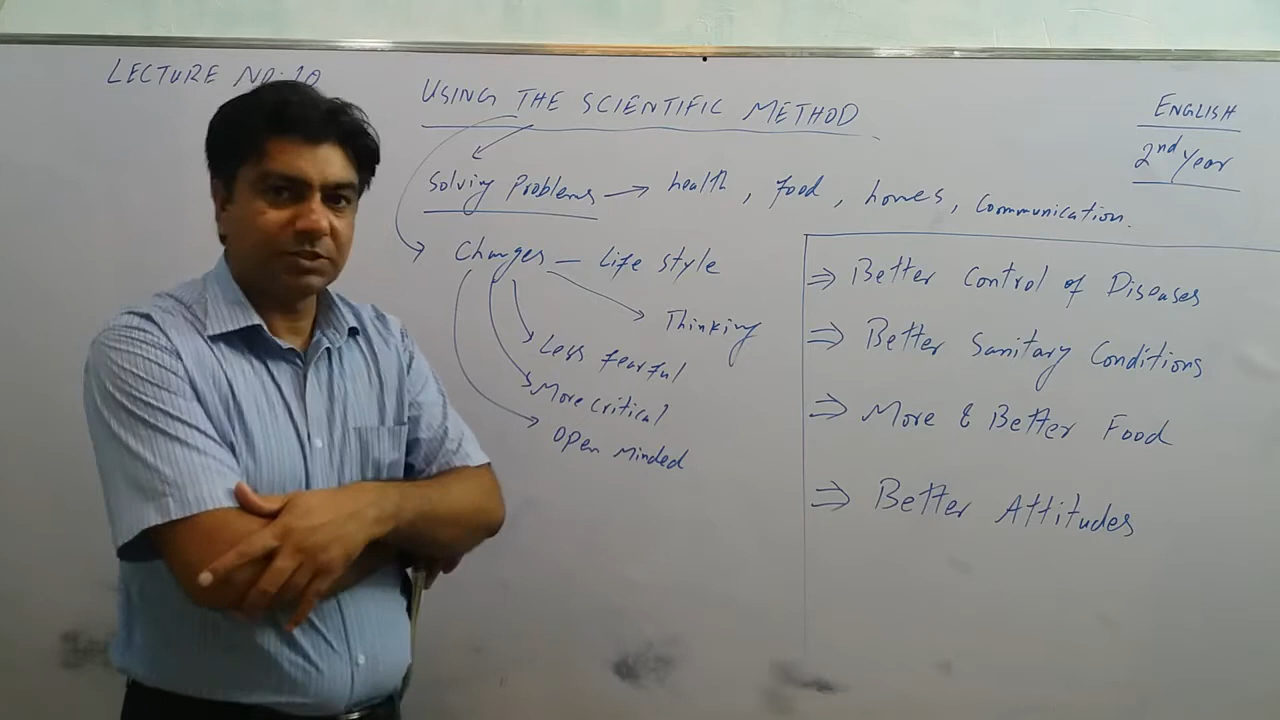 LECTURE NO: 10
USING THE SCIENTIFIC METHOD
ENGLISH
2nd Year
Solving Problems → health, food, homes, Communication.
Changes – Life style
Thinking
Less fearful
More critical
Open Minded
⇒ Better Control of Diseases
⇒ Better Sanitary Conditions
⇒ More & Better Food
⇒ Better Attitudes